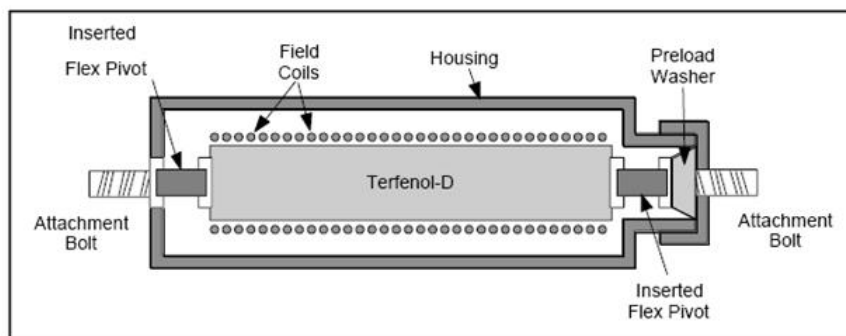 Inserted
Flex Pivot
Field
Coils
Housing
Preload
Washer
Terfenol-D
Attachment
Bolt
Attachment
Bolt
Inserted
Flex Pivot